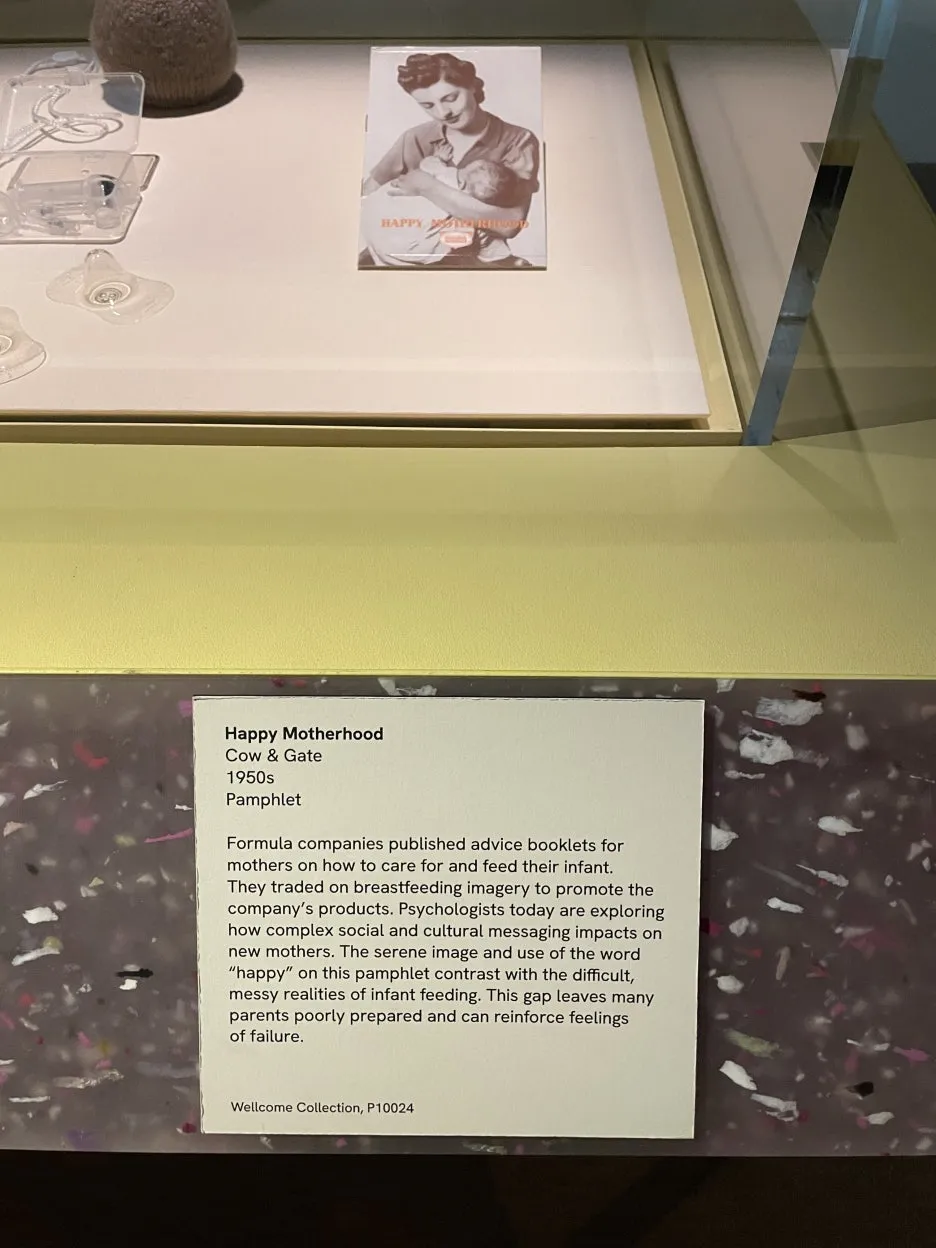 HAPPY MOTHERHOOD
Happy Motherhood
Cow & Gate
1950s
Pamphlet
Formula companies published advice booklets for
mothers on how to care for and feed their infant.
They traded on breastfeeding imagery to promote the
company’s products. Psychologists today are exploring
how complex social and cultural messaging impacts on
new mothers. The serene image and use of the word
“happy” on this pamphlet contrast with the difficult,
messy realities of infant feeding. This gap leaves many
parents poorly prepared and can reinforce feelings
of failure.
Wellcome Collection, P10024